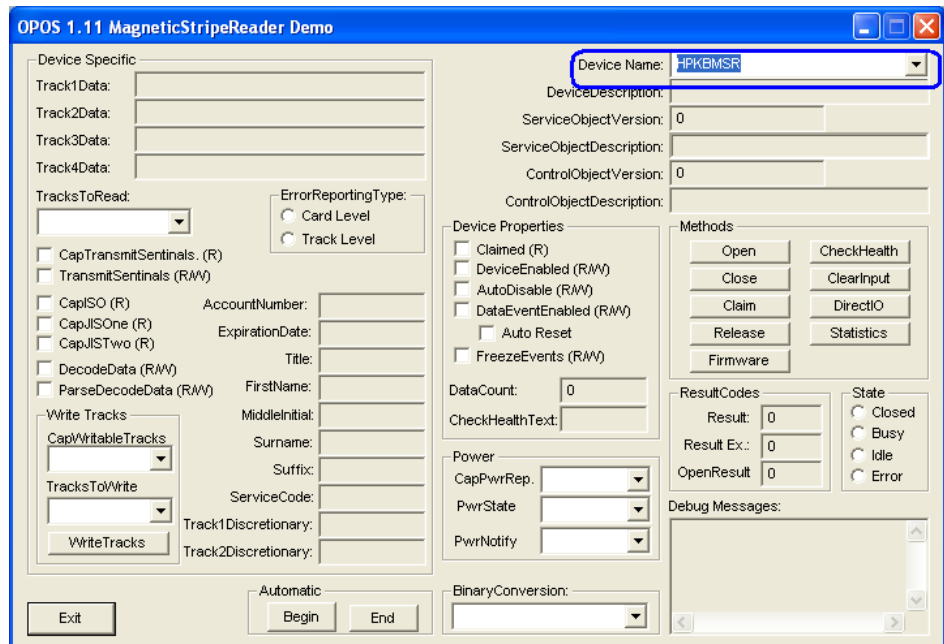 OPOS 1.11 MagneticStripeReader Demo
Device Specific
Track1Data:
Track2Data:
Track3Data:
Track4Data:
TracksToRead:
ErrorReportingType:
Card Level
Track Level
CapTransmitSentinals. (R)
TransmitSentinals (R/W)
CapISO (R)
CapJISOne (R)
CapJISTwo (R)
DecodeData (R/W)
ParseDecodeData (R/W)
AccountNumber:
ExpirationDate:
Title:
FirstName:
MiddleInitial:
Surname:
Suffix:
ServiceCode:
Track1Discretionary:
Track2Discretionary:
Write Tracks
CapWritableTracks
TracksToWrite
WriteTracks
Device Name: HPKBMSR
DeviceDescription:
ServiceObjectVersion: 0
ServiceObjectDescription:
ControlObjectVersion: 0
ControlObjectDescription:
Device Properties
Claimed (R)
DeviceEnabled (R/W)
AutoDisable (R/W)
DataEventEnabled (R/W)
Auto Reset
FreezeEvents (R/W)
DataCount: 0
CheckHealthText:
Methods
Open CheckHealth
Close ClearInput
Claim DirectIO
Release Statistics
Firmware
ResultCodes
Result: 0
Result Ex.: 0
OpenResult 0
State
Closed
Busy
Idle
Error
Power
CapPwrRep.
PwrState
PwrNotify
Debug Messages:
Exit
Automatic
Begin End
BinaryConversion: